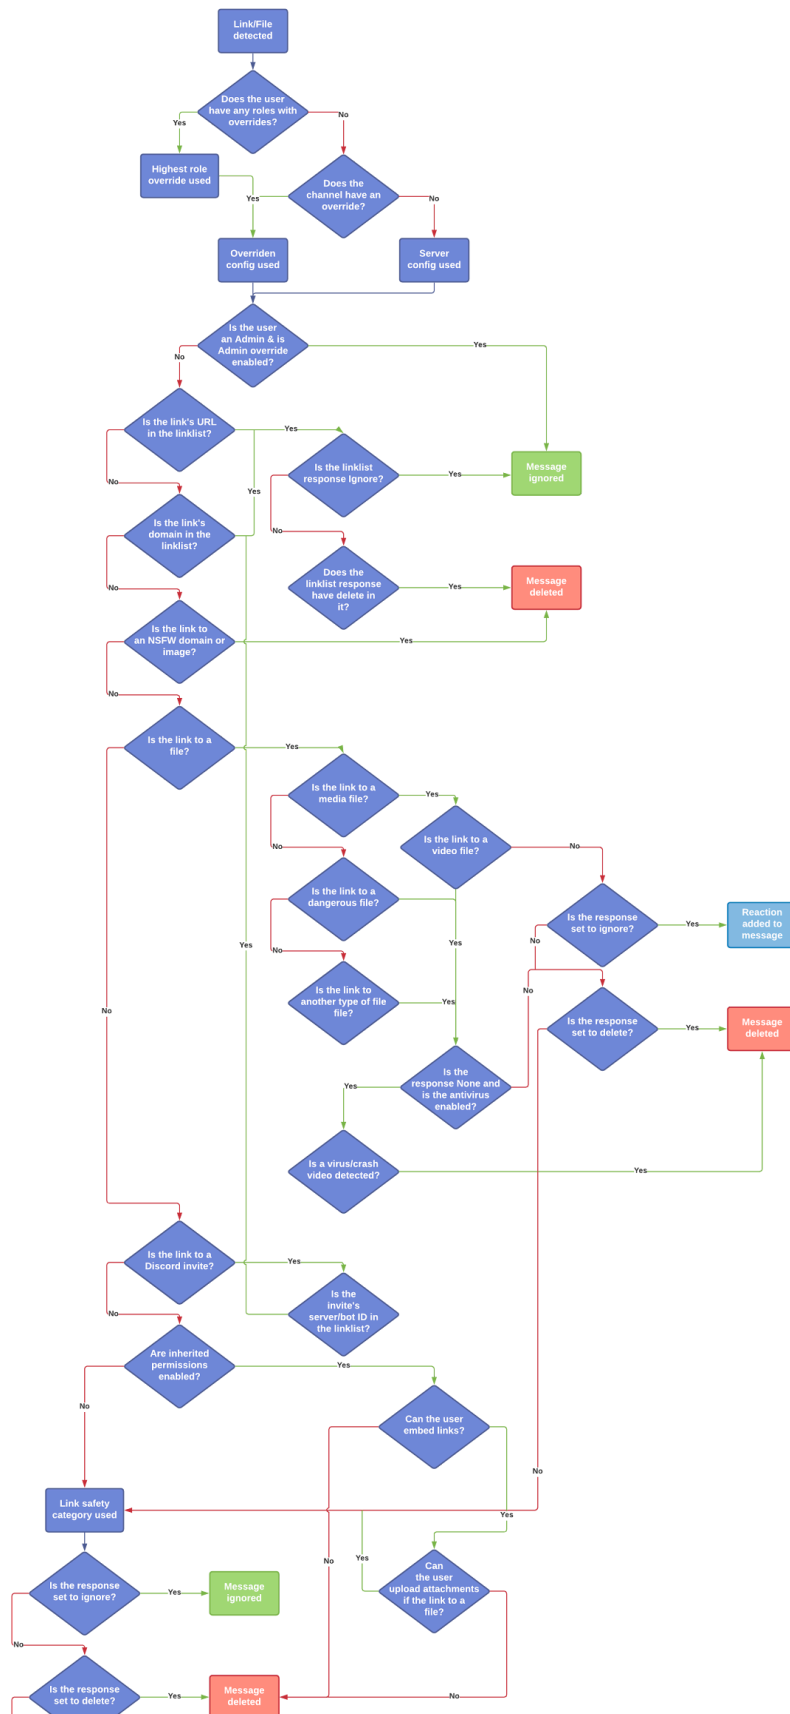 Link/File
detected
Does the user
have any roles with
overrides?
Yes
No
Highest role
override used
Does the
channel have an
override?
Yes
No
Overriden
config used
Server
config used
Is the user
an Admin & is
Admin override
enabled?
Yes
No
Is the link's URL
in the linklist?
Yes
Is the linklist
response Ignore?
Yes
Message
ignored
No
Yes
Is the link's
domain in the
linklist?
No
Does the
linklist response
have delete in
it?
Yes
Message
deleted
No
Is the link to
an NSFW domain or
image?
Yes
No
Is the link to a
file?
Yes
Is the link to a
media file?
Yes
Is the link to a
video file?
No
No
Is the link to a
dangerous file?
Is the response
set to ignore?
Yes
Reaction
added to
message
No
Yes
Yes
No
Is the link to
another type of file
file?
Yes
No
No
Is the response
set to delete?
Yes
Message
deleted
Is the
response None and
is the antivirus
enabled?
Yes
Is a virus/crash
video detected?
Yes
Is the link to a
Discord invite?
Yes
Is the
invite's
server/bot ID in
the linklist?
No
Are inherited
permissions
enabled?
Yes
No
Can the user
embed links?
No
Link safety
category used
Yes
No
Yes
Can
the user
upload attachments
if the link to a
file?
Is the response
set to ignore?
Yes
Message
ignored
No
Is the response
set to delete?
Yes
Message
deleted
No